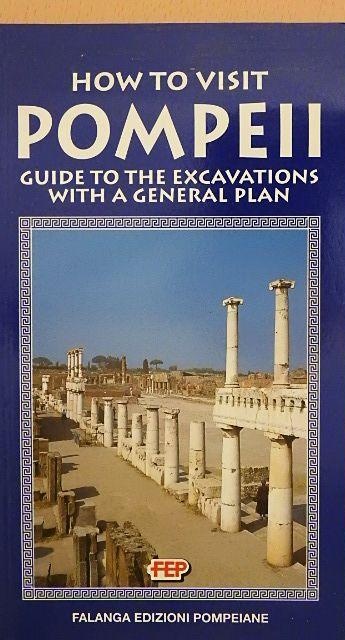 HOW TO VISIT
POMPEII
GUIDE TO THE EXCAVATIONS
WITH A GENERAL PLAN
FEP
FALANGA EDIZIONI POMPEIANE